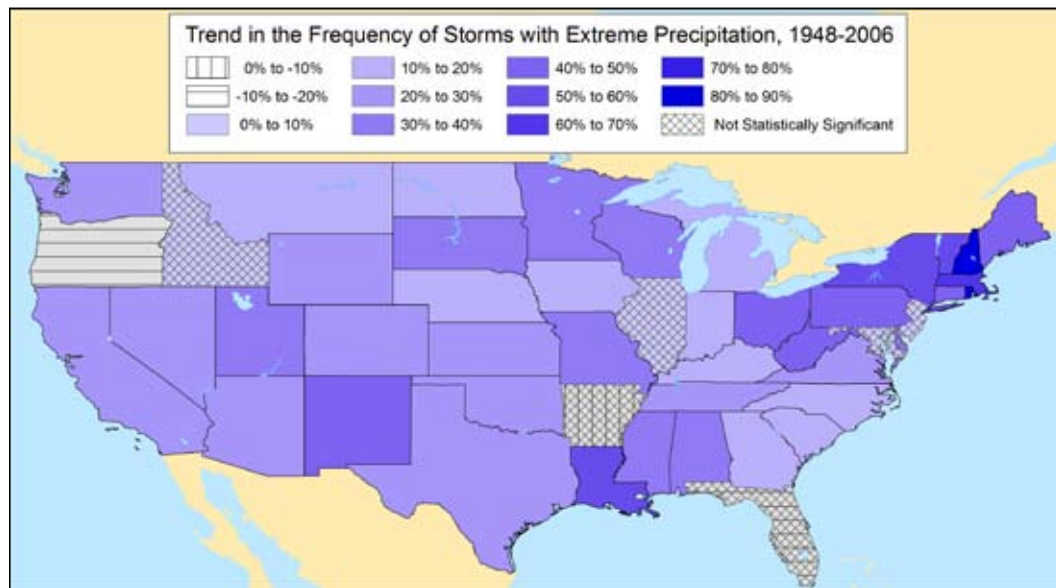 Trend in the Frequency of Storms with Extreme Precipitation, 1948-2006
0% to -10%
-10% to -20%
0% to 10%
10% to 20%
20% to 30%
30% to 40%
40% to 50%
50% to 60%
60% to 70%
70% to 80%
80% to 90%
Not Statistically Significant